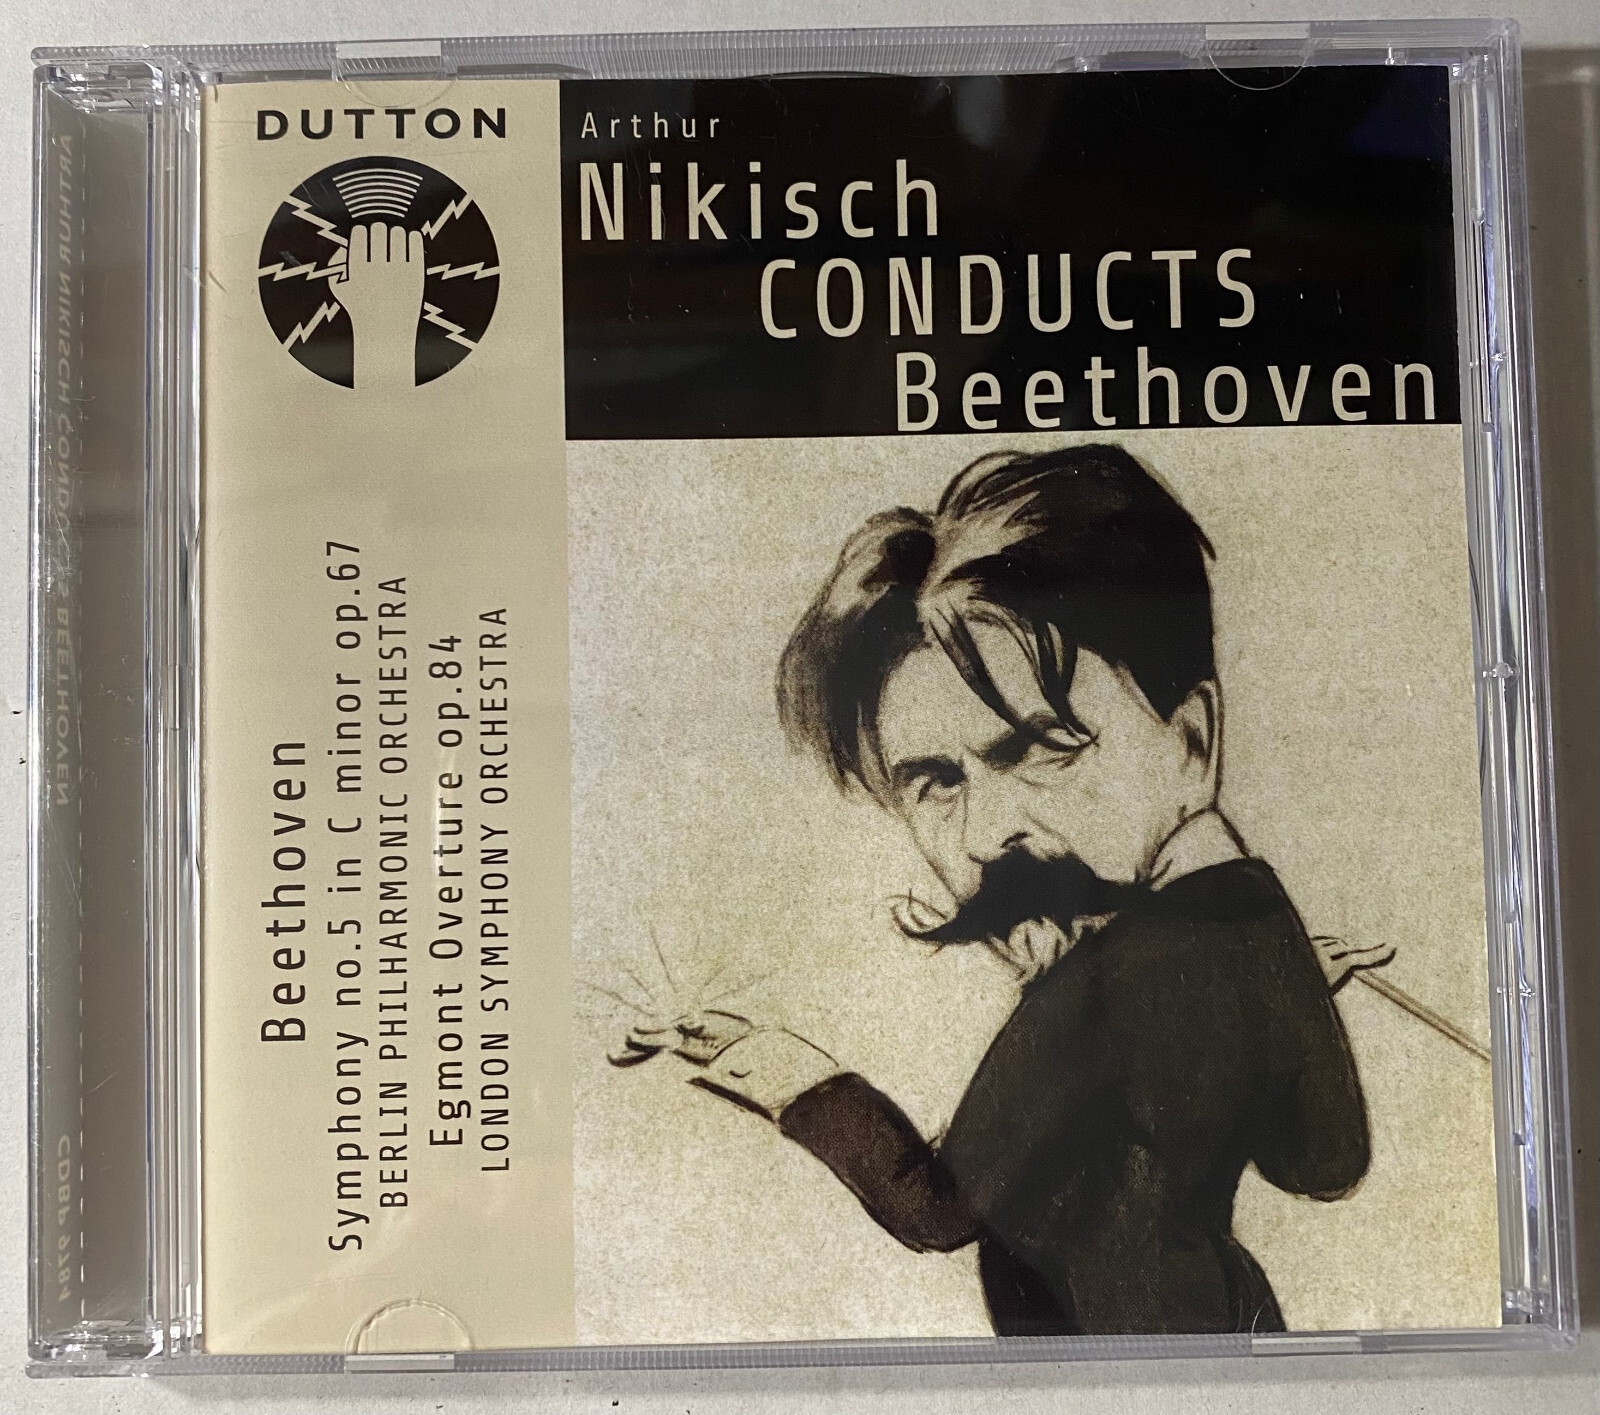 DUTTON
Arthur
Nikisch
CONDUCTS
Beethoven
Beethoven
Symphony no.5 in C minor op.67
BERLIN PHILHARMONIC ORCHESTRA
Egmont Overture op.84
LONDON SYMPHONY ORCHESTRA
ARTHUR NIKISCH CONDUCTS BEETHOVEN
CDBP 9784